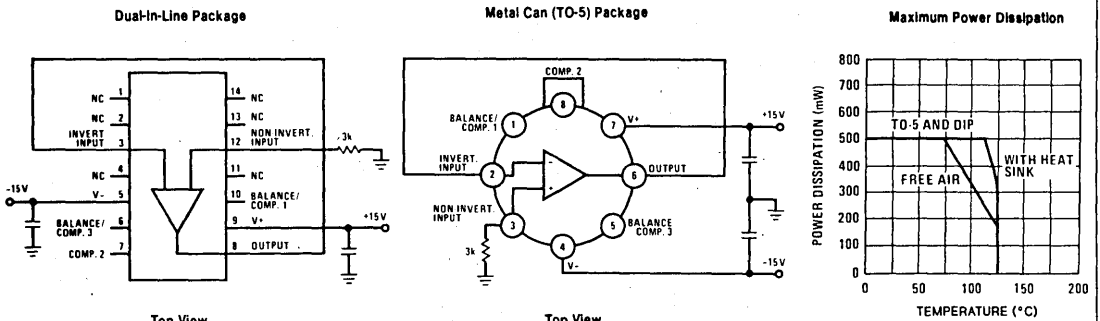 Dual-In-Line Package
NC 1
NC 2
INVERT
INPUT 3
NC 4
-15V
V- 5
BALANCE/
COMP. 3 6
COMP. 2 7
14 NC
13 NC
12 NON INVERT.
INPUT
3k
11 NC
10 BALANCE/
COMP. 1
9 V+
+15V
8 OUTPUT
Top View
Metal Can (TO-5) Package
COMP. 2
8
BALANCE/
COMP. 1
1
7 V+
+15V
INVERT.
INPUT
2
-
+
6 OUTPUT
NON INVERT.
INPUT
3
3k
5 BALANCE
COMP. 3
4
V-
-15V
Top View
Maximum Power Dissipation
POWER DISSIPATION (mW)
800
700
600
500
400
300
200
100
0
TO-5 AND DIP
FREE AIR
WITH HEAT
SINK
0 50 100 150 200
TEMPERATURE (°C)